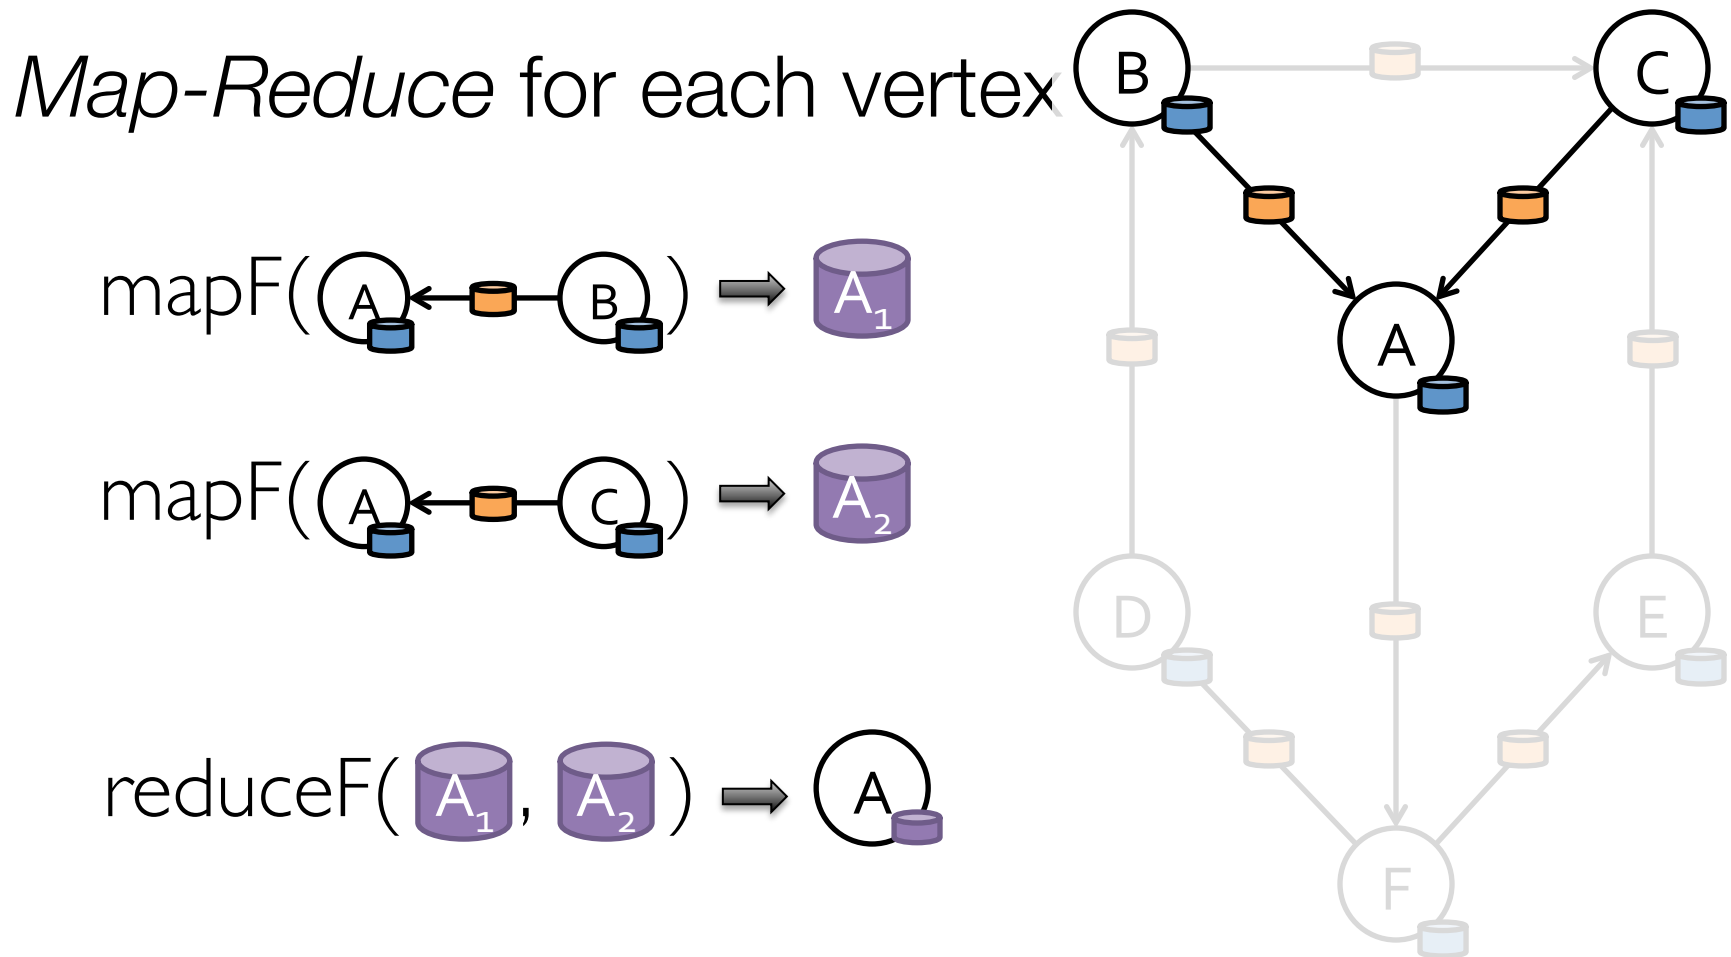 Map-Reduce for each vertex
mapF( A B ) A₁
mapF( A C ) A₂
reduceF( A₁ , A₂ ) A
B C
A
D E
F